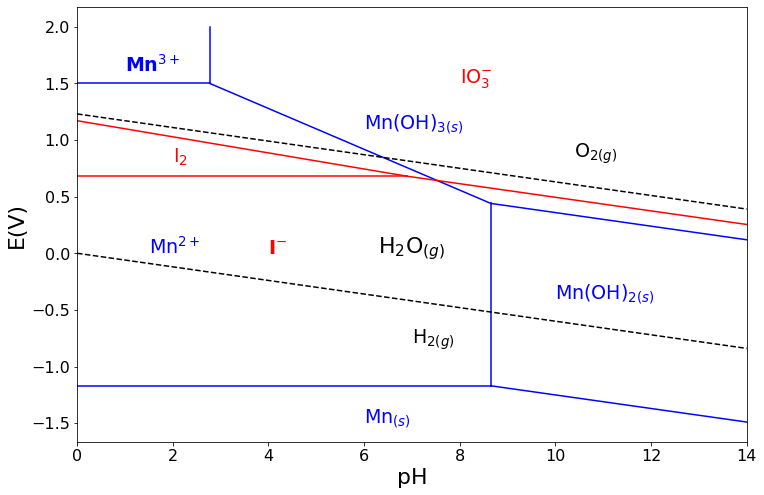 2.0
Mn³⁺
IO₃⁻
1.5
Mn(OH)₃₍ₛ₎
1.0
I₂
O₂₍g₎
0.5
E(V)
0.0
Mn²⁺
I⁻
H₂O₍g₎
Mn(OH)₂₍ₛ₎
−0.5
H₂₍g₎
−1.0
−1.5
Mn₍ₛ₎
0 2 4 6 8 10 12 14
pH